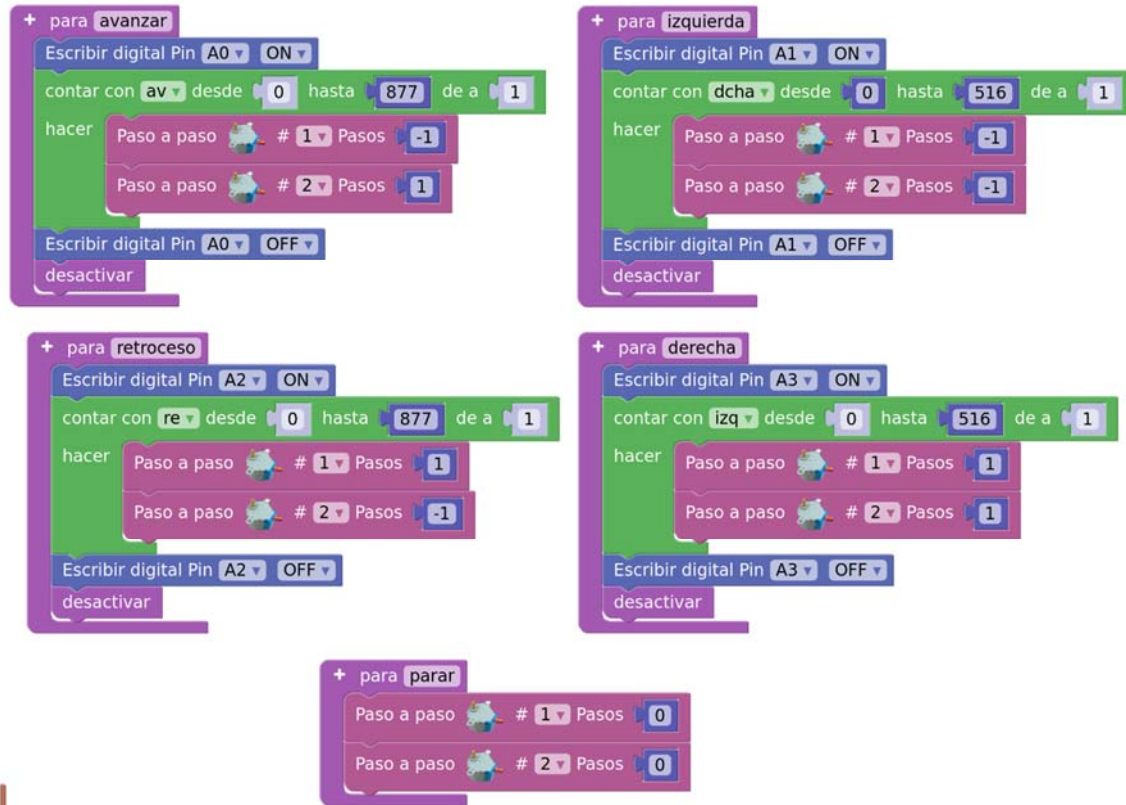 + para avanzar
Escribir digital Pin A0 ON
contar con av desde 0 hasta 877 de a 1
hacer Paso a paso # 1 Pasos -1
Paso a paso # 2 Pasos 1
Escribir digital Pin A0 OFF
desactivar
+ para izquierda
Escribir digital Pin A1 ON
contar con dcha desde 0 hasta 516 de a 1
hacer Paso a paso # 1 Pasos -1
Paso a paso # 2 Pasos -1
Escribir digital Pin A1 OFF
desactivar
+ para retroceso
Escribir digital Pin A2 ON
contar con re desde 0 hasta 877 de a 1
hacer Paso a paso # 1 Pasos 1
Paso a paso # 2 Pasos -1
Escribir digital Pin A2 OFF
desactivar
+ para derecha
Escribir digital Pin A3 ON
contar con izq desde 0 hasta 516 de a 1
hacer Paso a paso # 1 Pasos 1
Paso a paso # 2 Pasos 1
Escribir digital Pin A3 OFF
desactivar
+ para parar
Paso a paso # 1 Pasos 0
Paso a paso # 2 Pasos 0